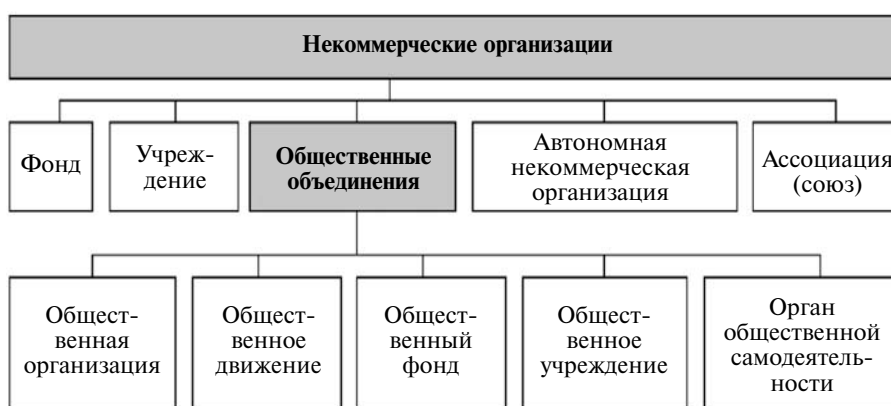 Некоммерческие организации
Фонд
Учреж-
дение
Общественные
объединения
Автономная
некоммерческая
организация
Ассоциация
(союз)
Общест-
венная
организация
Общест-
венное
движение
Общест-
венный
фонд
Общест-
венное
учреждение
Орган
общественной
самодеятель-
ности